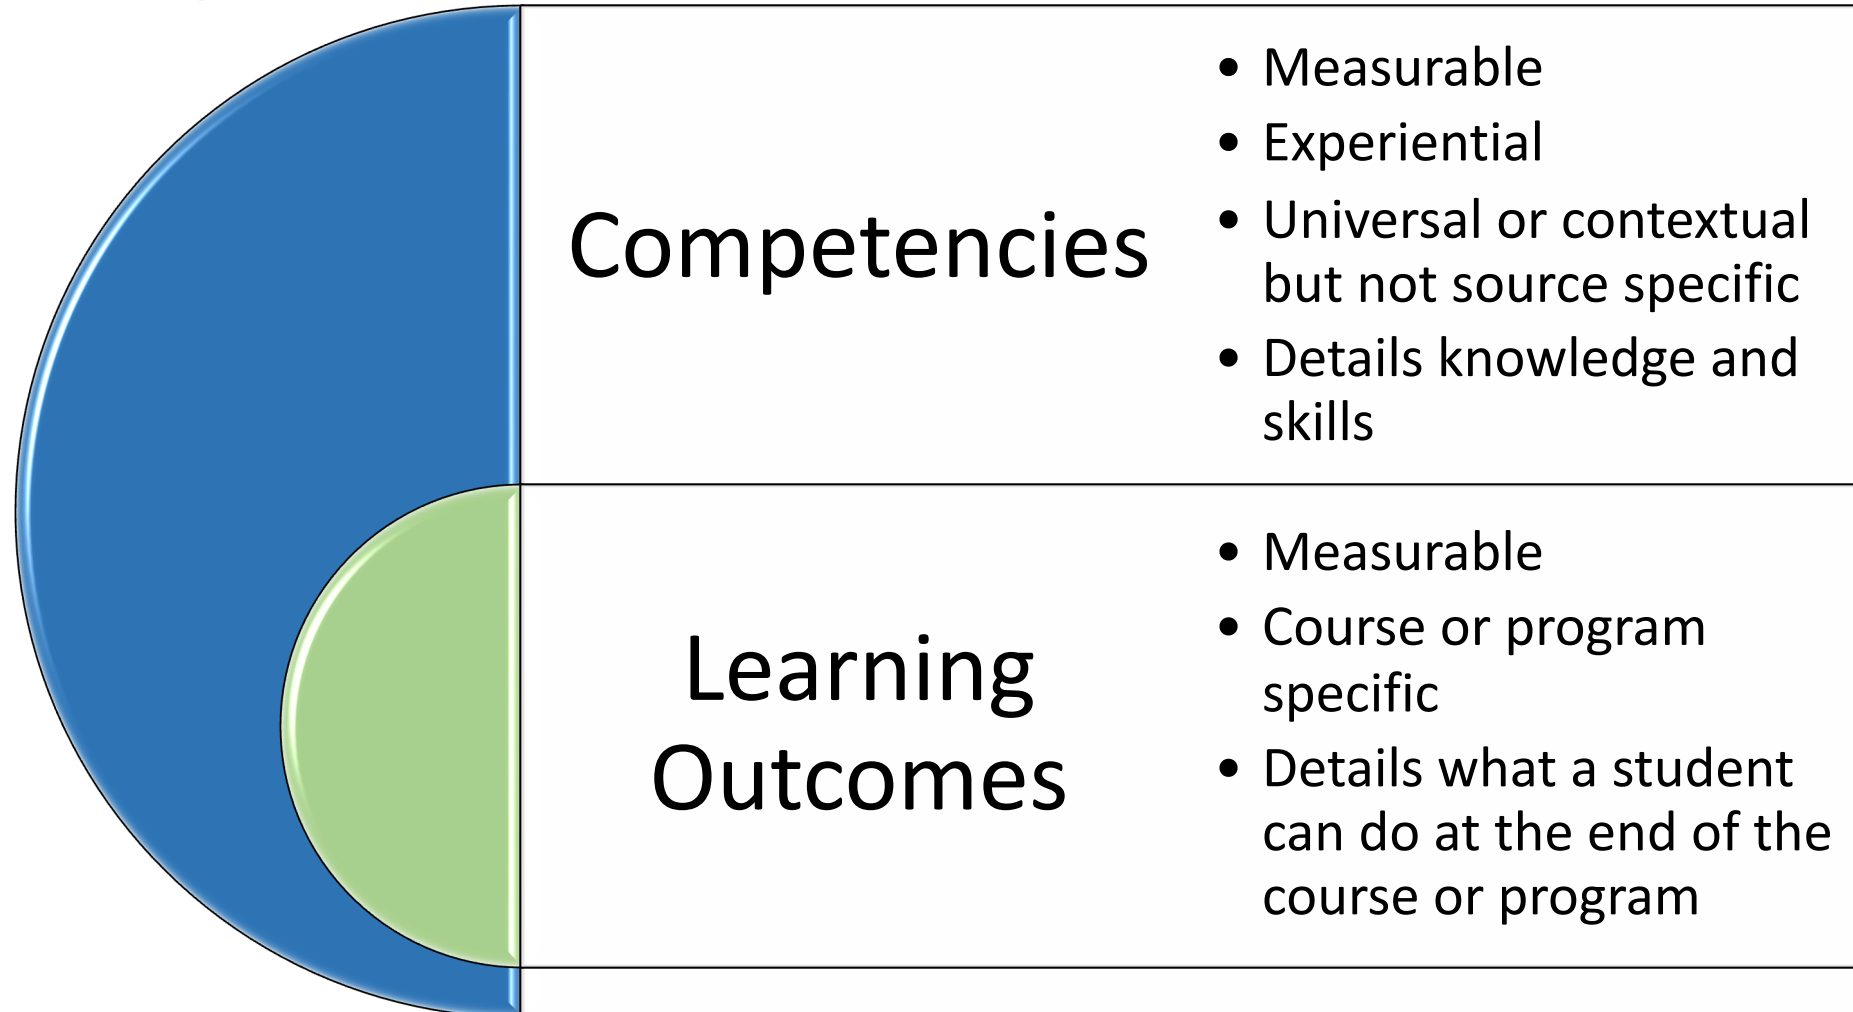 Competencies
• Measurable
• Experiential
• Universal or contextual
but not source specific
• Details knowledge and
skills
Learning
Outcomes
• Measurable
• Course or program
specific
• Details what a student
can do at the end of the
course or program